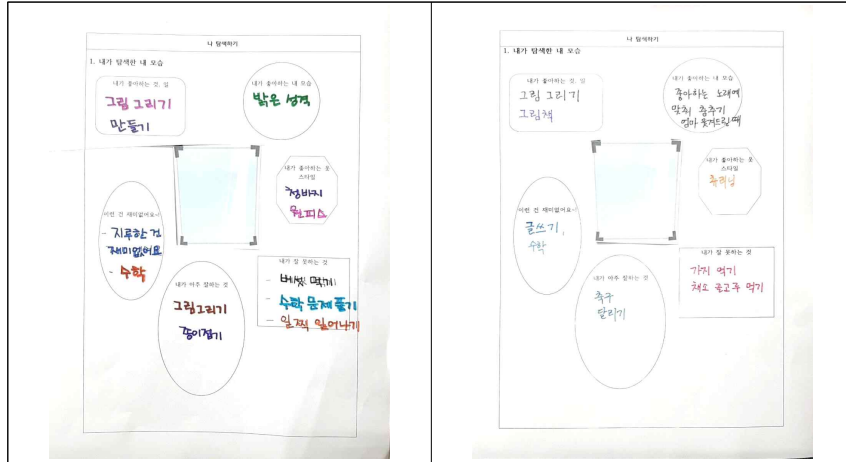 나 탐색하기
1. 내가 탐색한 내 모습
내가 좋아하는 것, 일
그림 그리기
만들기
내가 좋아하는 내 모습
밝은 성격
내가 좋아하는 옷
스타일
청바지
원피스
이런 건 재미없어요~
- 지루한 건
재미없어요
- 수학
내가 아주 잘하는 것
그림그리기
종이접기
내가 잘 못하는 것
- 버섯 먹기
- 수학 문제 풀기
- 일찍 일어나기
나 탐색하기
1. 내가 탐색한 내 모습
내가 좋아하는 것, 일
그림 그리기
그림책
내가 좋아하는 내 모습
좋아하는 노래에
맞춰 춤추기
엄마 웃겨드릴 때
내가 좋아하는 옷
스타일
츄리닝
이런 건 재미없어요~
글쓰기,
수학
내가 아주 잘하는 것
축구
달리기
내가 잘 못하는 것
가지 먹기
채소 골고루 먹기